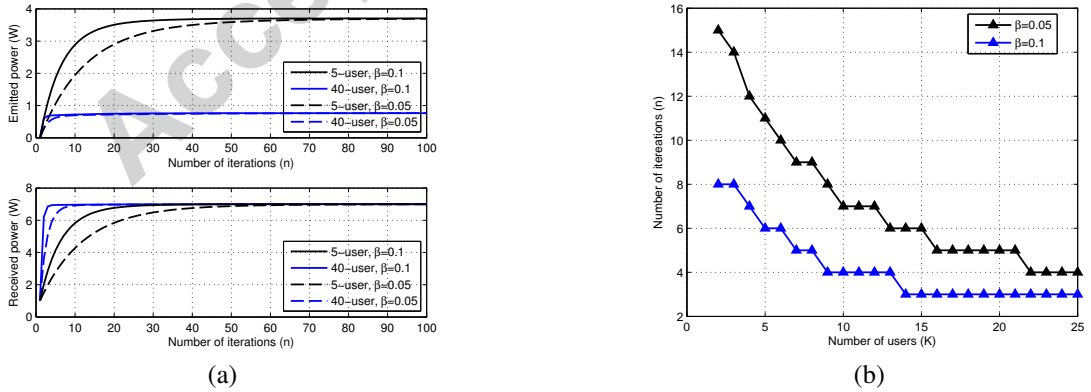 Acce
4
3
2
1
0
Emitted power (W)
5−user, β=0.1
40−user, β=0.1
5−user, β=0.05
40−user, β=0.05
0 10 20 30 40 50 60 70 80 90 100
Number of iterations (n)
8
6
4
2
0
Received power (W)
5−user, β=0.1
40−user, β=0.1
5−user, β=0.05
40−user, β=0.05
0 10 20 30 40 50 60 70 80 90 100
Number of iterations (n)
(a)
16
14
12
10
8
6
4
2
Number of itereations (n)
β=0.05
β=0.1
0 5 10 15 20 25
Number of users (K)
(b)